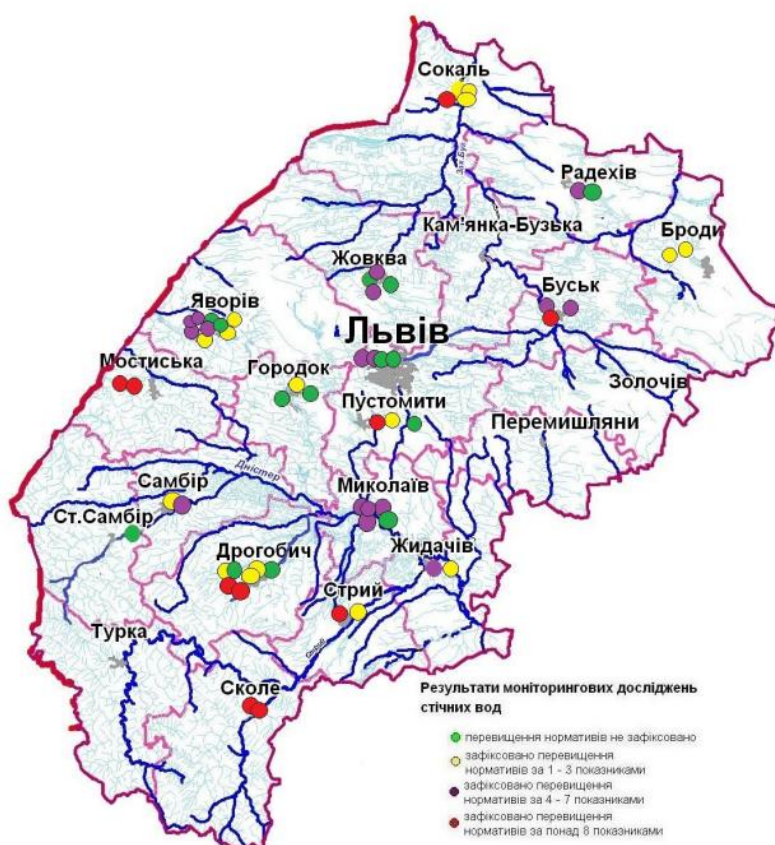 Сокаль
Зах.Буг
Радехів
Кам'янка-Бузька
Броди
Жовква
Буськ
Яворів
Львів
Мостиська
Городок
Золочів
Пустомити
Перемишляни
Дністер
Самбір
Миколаїв
Ст.Самбір
Дрогобич
Жидачів
Стрий
Турка
Сколе
Результати моніторингових досліджень
стічних вод
перевищення нормативів не зафіксовано
зафіксовано перевищення
нормативів за 1 - 3 показниками
зафіксовано перевищення
нормативів за 4 - 7 показниками
зафіксовано перевищення
нормативів за понад 8 показниками